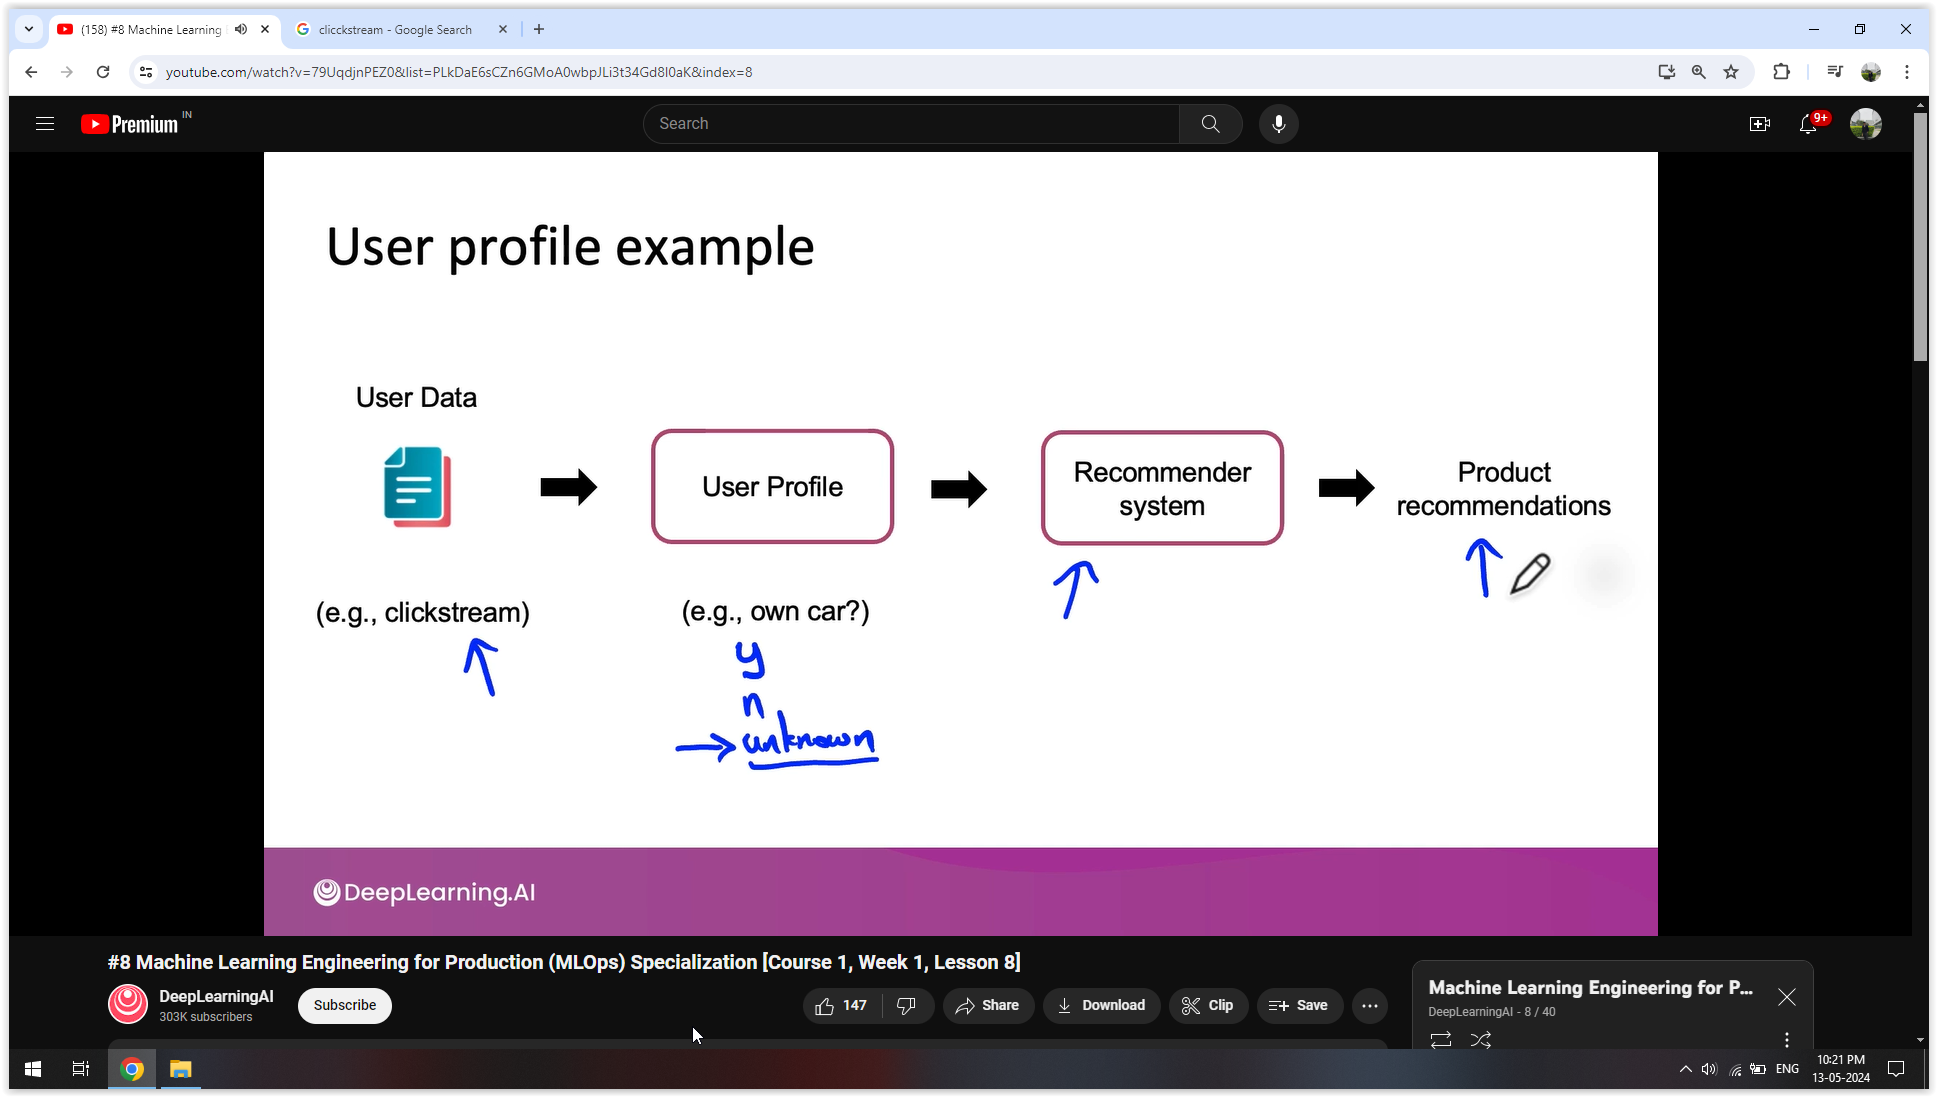 (158) #8 Machine Learning
clicckstream - Google Search
youtube.com/watch?v=79UqdjnPEZ0&list=PLkDaE6sCZn6GMoA0wbpJLi3t34Gd8l0aK&index=8
Premium IN
Search
9+
User profile example
User Data
User Profile
Recommender
system
Product
recommendations
(e.g., clickstream)
(e.g., own car?)
y
n
unknown
DeepLearning.AI
#8 Machine Learning Engineering for Production (MLOps) Specialization [Course 1, Week 1, Lesson 8]
DeepLearningAI
303K subscribers
Subscribe
147
Share
Download
Clip
Save
Machine Learning Engineering for P...
DeepLearningAI - 8 / 40
ENG
10:21 PM
13-05-2024